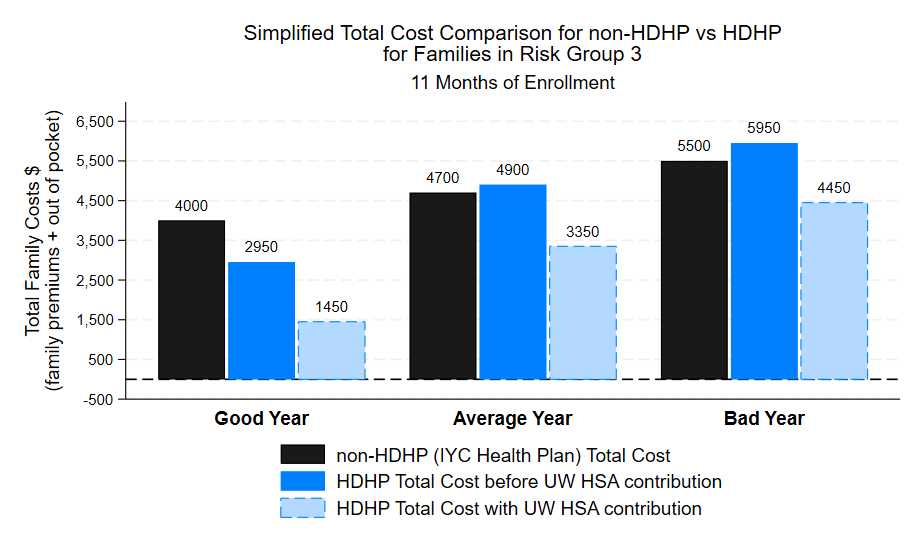 Simplified Total Cost Comparison for non-HDHP vs HDHP
for Families in Risk Group 3
11 Months of Enrollment
Total Family Costs $
(family premiums + out of pocket)
6,500
5,500
4,500
3,500
2,500
1,500
500
-500
4000
2950
1450
4700
4900
3350
5500
5950
4450
Good Year
Average Year
Bad Year
non-HDHP (IYC Health Plan) Total Cost
HDHP Total Cost before UW HSA contribution
HDHP Total Cost with UW HSA contribution